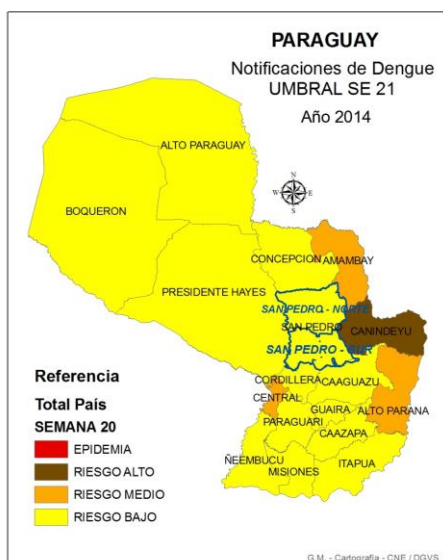 PARAGUAY
Notificaciones de Dengue
UMBRAL SE 21
Año 2014
ALTO PARAGUAY
N
W E
S
BOQUERON
CONCEPCION
AMAMBAY
PRESIDENTE HAYES
SAN PEDRO - NORTE
SAN PEDRO
CANINDEYU
SAN PEDRO - SUR
CORDILLERA
CAAGUAZU
CENTRAL
GUAIRA
ALTO PARANA
PARAGUARI
CAAZAPA
ÑEEMBUCU
MISIONES
ITAPUA
Referencia
Total País
SEMANA 20
EPIDEMIA
RIESGO ALTO
RIESGO MEDIO
RIESGO BAJO
G.M. - Cartografía - CNE / DGVS